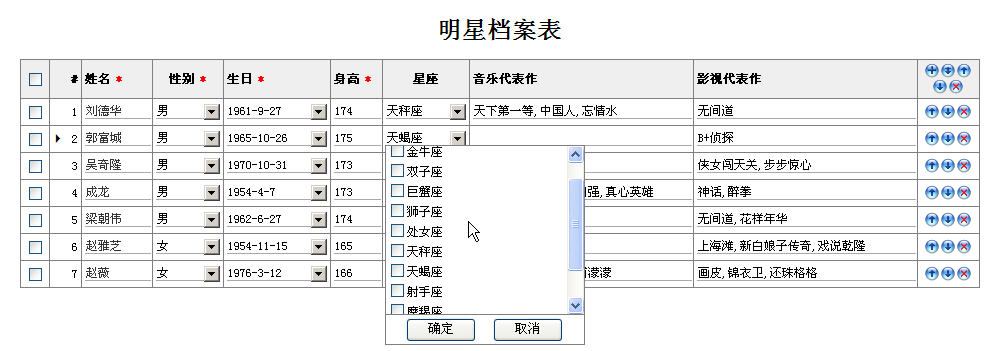 明星档案表
# 姓名 * 性别 * 生日 * 身高 * 星座 音乐代表作 影视代表作
1 刘德华 男 1961-9-27 174 天秤座 天下第一等, 中国人, 忘情水 无间道
2 郭富城 男 1965-10-26 175 天蝎座 B+侦探
3 吴奇隆 男 1970-10-31 173 侠女闯天关, 步步惊心
4 成龙 男 1954-4-7 173 强, 真心英雄 神话, 醉拳
5 梁朝伟 男 1962-6-27 174 无间道, 花样年华
6 赵雅芝 女 1954-11-15 165 上海滩, 新白娘子传奇, 戏说乾隆
7 赵薇 女 1976-3-12 166 濛濛 画皮, 锦衣卫, 还珠格格
金牛座
双子座
巨蟹座
狮子座
处女座
天秤座
天蝎座
射手座
摩羯座
确定 取消